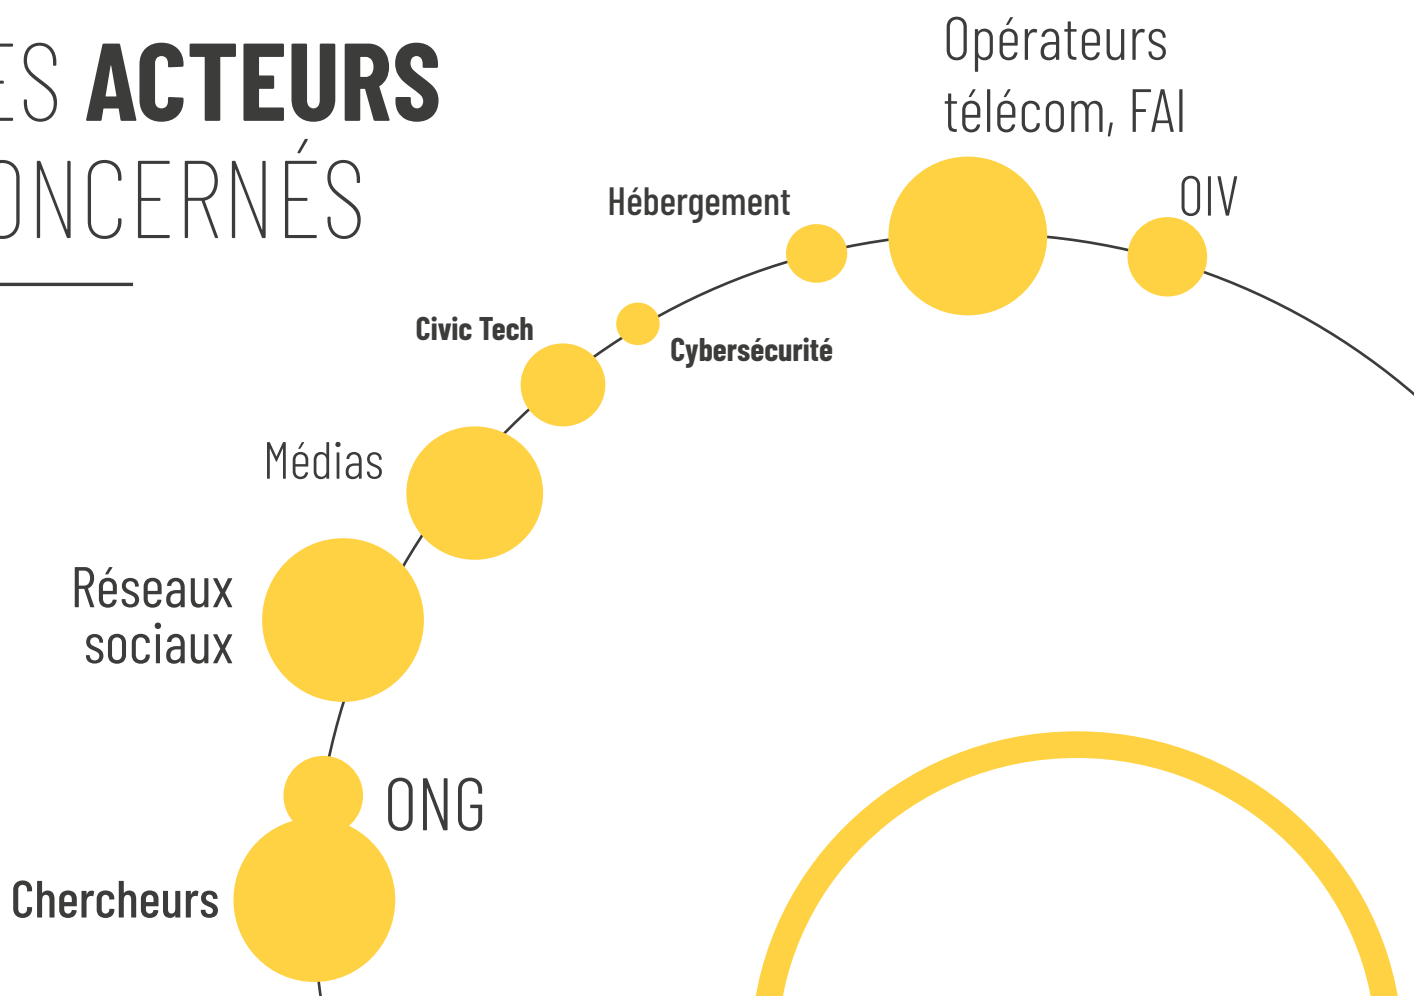 ES ACTEURS
ONCERNÉS
Opérateurs
télécom, FAI
OIV
Hébergement
Civic Tech
Cybersécurité
Médias
Réseaux
sociaux
ONG
Chercheurs